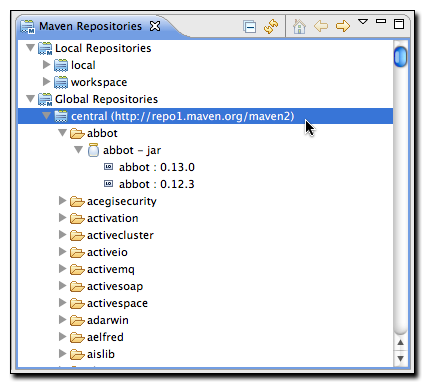 Maven Repositories
Local Repositories
local
workspace
Global Repositories
central (http://repo1.maven.org/maven2)
abbot
abbot – jar
abbot : 0.13.0
abbot : 0.12.3
acegisecurity
activation
activecluster
activeio
activemq
activesoap
activespace
adarwin
aelfred
aislib